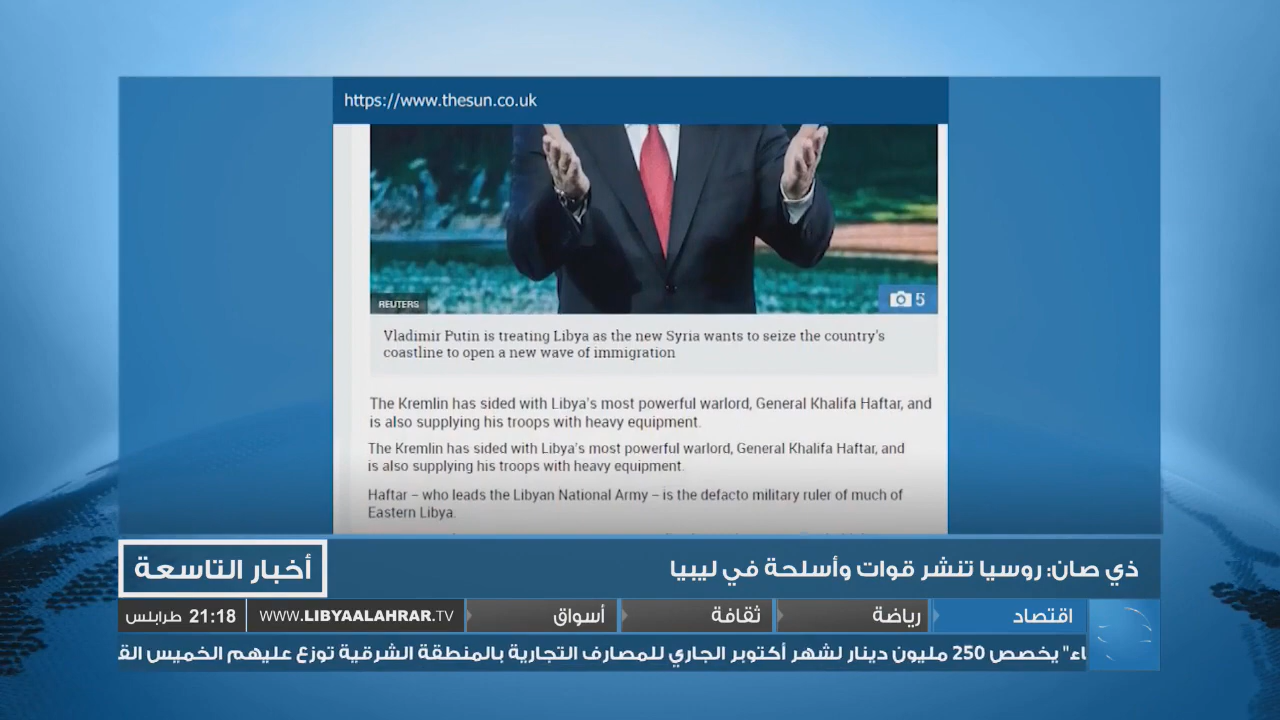 https://www.thesun.co.uk
REUTERS
5
Vladimir Putin is treating Libya as the new Syria wants to seize the country's
coastline to open a new wave of immigration
The Kremlin has sided with Libya's most powerful warlord, General Khalifa Haftar, and
is also supplying his troops with heavy equipment.
The Kremlin has sided with Libya's most powerful warlord, General Khalifa Haftar, and
is also supplying his troops with heavy equipment.
Haftar – who leads the Libyan National Army – is the defacto military ruler of much of
Eastern Libya.
ذي صان: روسيا تنشر قوات وأسلحة في ليبيا
أخبار التاسعة
اقتصاد رياضة ثقافة أسواق WWW.LIBYAALAHRAR.TV 21:18 طرابلس
اء" يخصص 250 مليون دينار لشهر أكتوبر الجاري للمصارف التجارية بالمنطقة الشرقية توزع عليهم الخميس الق